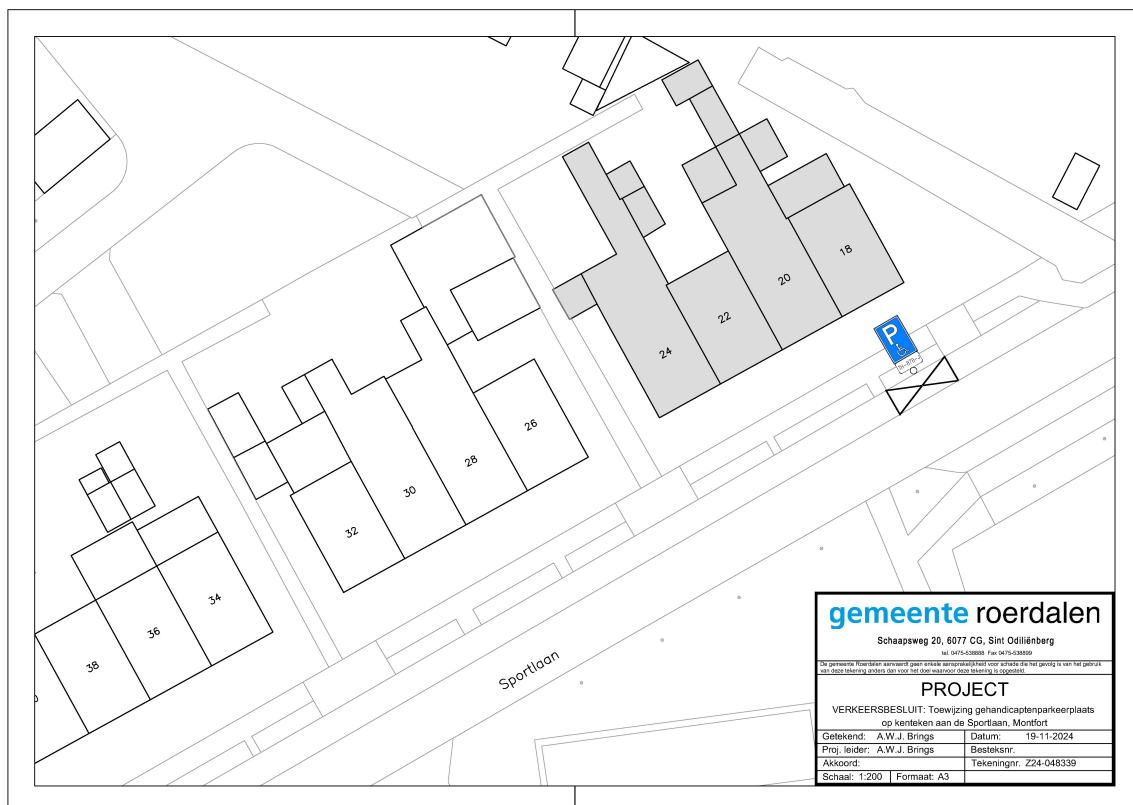 18
20
22
24
26
28
30
32
34
36
38
P
Sportlaan
gemeente roerdalen
Schaapsweg 20, 6077 CG, Sint Odiliënberg
tel. 0475-538888 Fax 0475-538899
De gemeente Roerdalen aanvaardt geen enkele aansprakelijkheid voor schade die het gevolg is van het gebruik
van deze tekening anders dan voor het doel waarvoor deze tekening is opgesteld.
PROJECT
VERKEERSBESLUIT: Toewijzing gehandicaptenparkeerplaats
op kenteken aan de Sportlaan, Montfort
Getekend: A.W.J. Brings Datum: 19-11-2024
Proj. leider: A.W.J. Brings Besteksnr.
Akkoord: Tekeningnr. Z24-048339
Schaal: 1:200 Formaat: A3